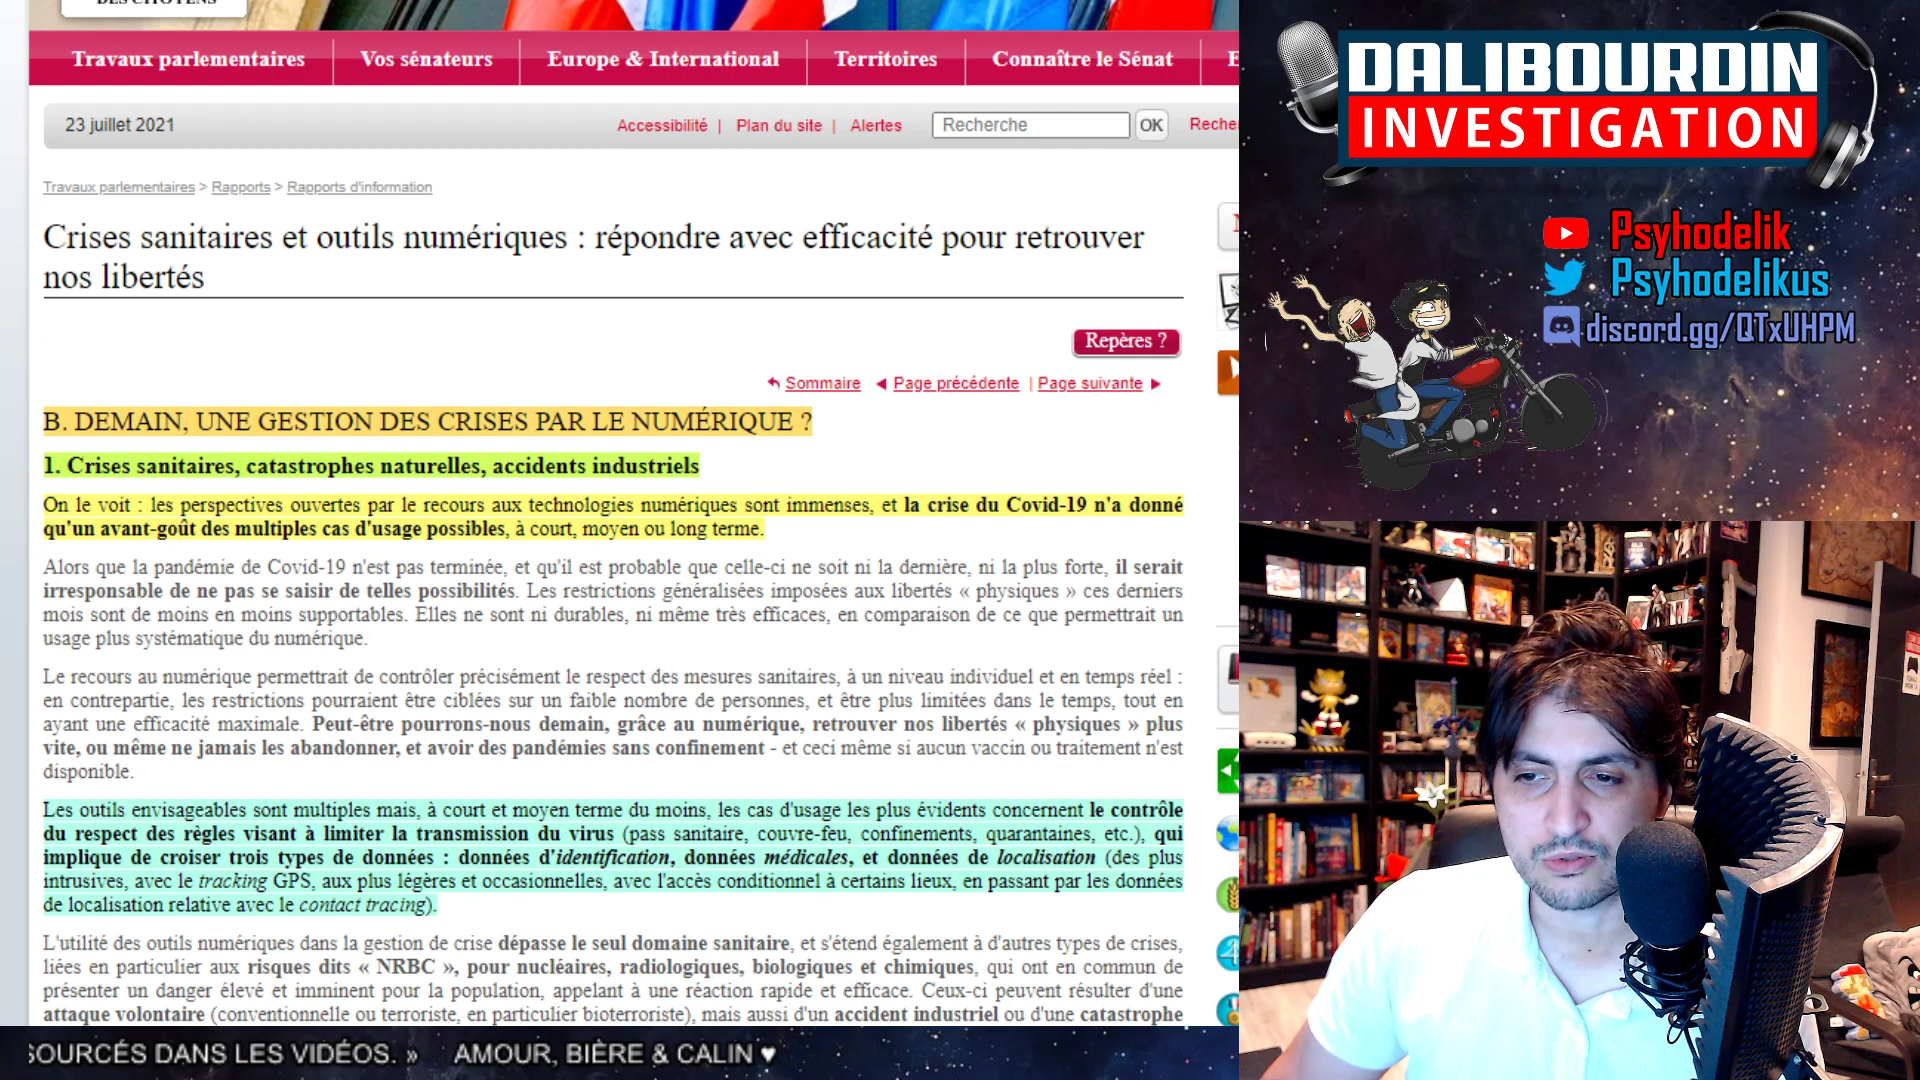 DES CITOYENS
Travaux parlementaires
Vos sénateurs
Europe & International
Territoires
Connaître le Sénat
23 juillet 2021
Accessibilité | Plan du site | Alertes
Recherche
OK
Travaux parlementaires > Rapports > Rapports d'information
Crises sanitaires et outils numériques : répondre avec efficacité pour retrouver
nos libertés
Repères ?
Sommaire
Page précédente | Page suivante
B. DEMAIN, UNE GESTION DES CRISES PAR LE NUMÉRIQUE ?
1. Crises sanitaires, catastrophes naturelles, accidents industriels
On le voit : les perspectives ouvertes par le recours aux technologies numériques sont immenses, et la crise du Covid-19 n'a donné
qu'un avant-goût des multiples cas d'usage possibles, à court, moyen ou long terme.
Alors que la pandémie de Covid-19 n'est pas terminée, et qu'il est probable que celle-ci ne soit ni la dernière, ni la plus forte, il serait
irresponsable de ne pas se saisir de telles possibilités. Les restrictions généralisées imposées aux libertés « physiques » ces derniers
mois sont de moins en moins supportables. Elles ne sont ni durables, ni même très efficaces, en comparaison de ce que permettrait un
usage plus systématique du numérique.
Le recours au numérique permettrait de contrôler précisément le respect des mesures sanitaires, à un niveau individuel et en temps réel :
en contrepartie, les restrictions pourraient être ciblées sur un faible nombre de personnes, et être plus limitées dans le temps, tout en
ayant une efficacité maximale. Peut-être pourrons-nous demain, grâce au numérique, retrouver nos libertés « physiques » plus
vite, ou même ne jamais les abandonner, et avoir des pandémies sans confinement - et ceci même si aucun vaccin ou traitement n'est
disponible.
Les outils envisageables sont multiples mais, à court et moyen terme du moins, les cas d'usage les plus évidents concernent le contrôle
du respect des règles visant à limiter la transmission du virus (pass sanitaire, couvre-feu, confinements, quarantaines, etc.), qui
implique de croiser trois types de données : données d'identification, données médicales, et données de localisation (des plus
intrusives, avec le tracking GPS, aux plus légères et occasionnelles, avec l'accès conditionnel à certains lieux, en passant par les données
de localisation relative avec le contact tracing).
L'utilité des outils numériques dans la gestion de crise dépasse le seul domaine sanitaire, et s'étend également à d'autres types de crises,
liées en particulier aux risques dits « NRBC », pour nucléaires, radiologiques, biologiques et chimiques, qui ont en commun de
présenter un danger élevé et imminent pour la population, appelant à une réaction rapide et efficace. Ceux-ci peuvent résulter d'une
attaque volontaire (conventionnelle ou terroriste, en particulier bioterroriste), mais aussi d'un accident industriel ou d'une catastrophe
SOURCÉS DANS LES VIDÉOS. » AMOUR, BIÈRE & CALIN ♥
DALIBOURDIN
INVESTIGATION
Psyhodelik
Psyhodelikus
discord.gg/QTxUHPM